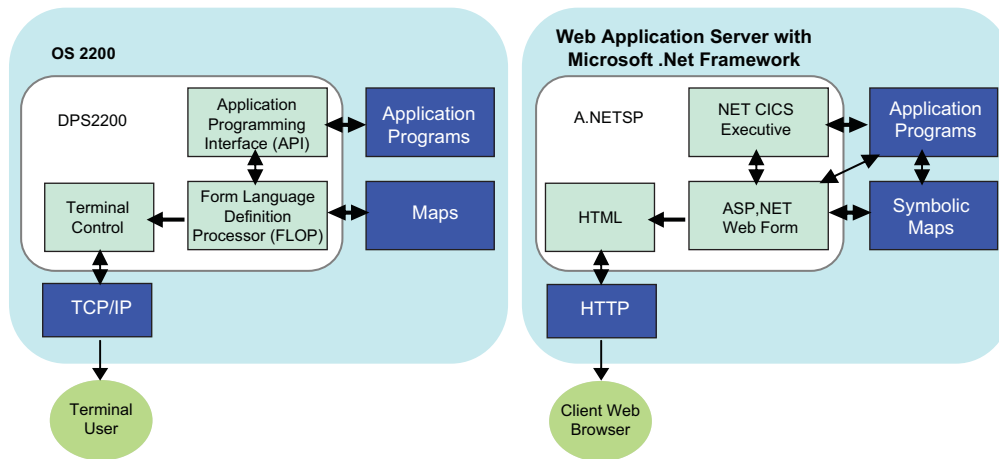 OS 2200
DPS2200
Application
Programming
Interface (API)
Application
Programs
Terminal
Control
Form Language
Definition
Processor (FLOP)
Maps
TCP/IP
Terminal
User
Web Application Server with
Microsoft .Net Framework
A.NETSP
NET CICS
Executive
Application
Programs
HTML
ASP,NET
Web Form
Symbolic
Maps
HTTP
Client Web
Browser